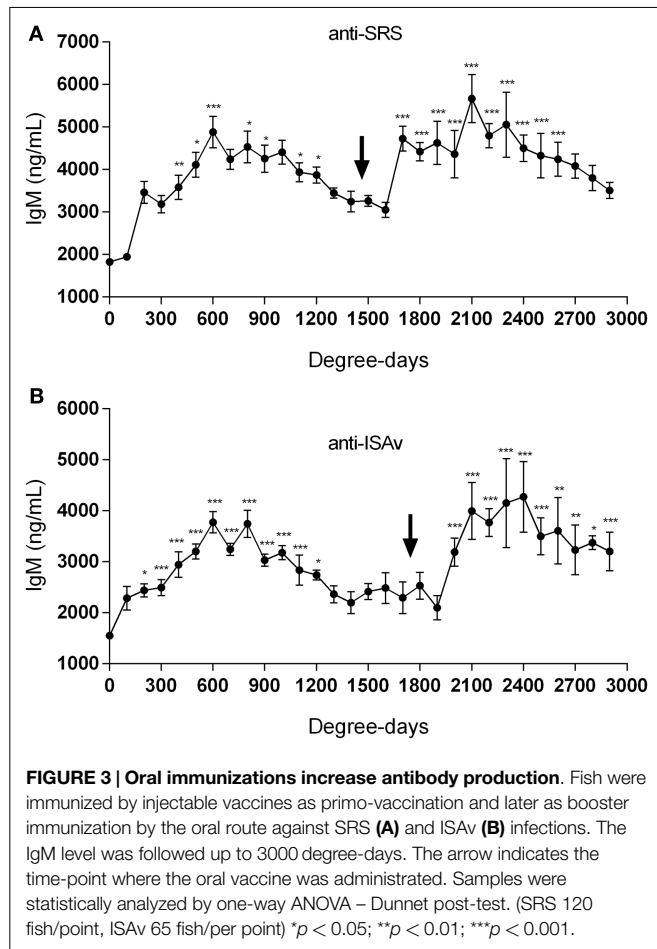 A
anti-SRS
7000
6000
5000
4000
3000
2000
1000
IgM (ng/mL)
** * *** * * * * *** *** *** *** *** *** *** *** *** ***
0 300 600 900 1200 1500 1800 2100 2400 2700 3000
Degree-days
B
anti-ISAv
6000
5000
4000
3000
2000
1000
IgM (ng/mL)
* *** *** *** *** *** *** *** *** *** * *** *** *** *** *** *** ** ** * ***
0 300 600 900 1200 1500 1800 2100 2400 2700 3000
Degree-days
FIGURE 3 | Oral immunizations increase antibody production. Fish were
immunized by injectable vaccines as primo-vaccination and later as booster
immunization by the oral route against SRS (A) and ISAv (B) infections. The
IgM level was followed up to 3000 degree-days. The arrow indicates the
time-point where the oral vaccine was administrated. Samples were
statistically analyzed by one-way ANOVA – Dunnet post-test. (SRS 120
fish/point, ISAv 65 fish/per point) *p < 0.05; **p < 0.01; ***p < 0.001.